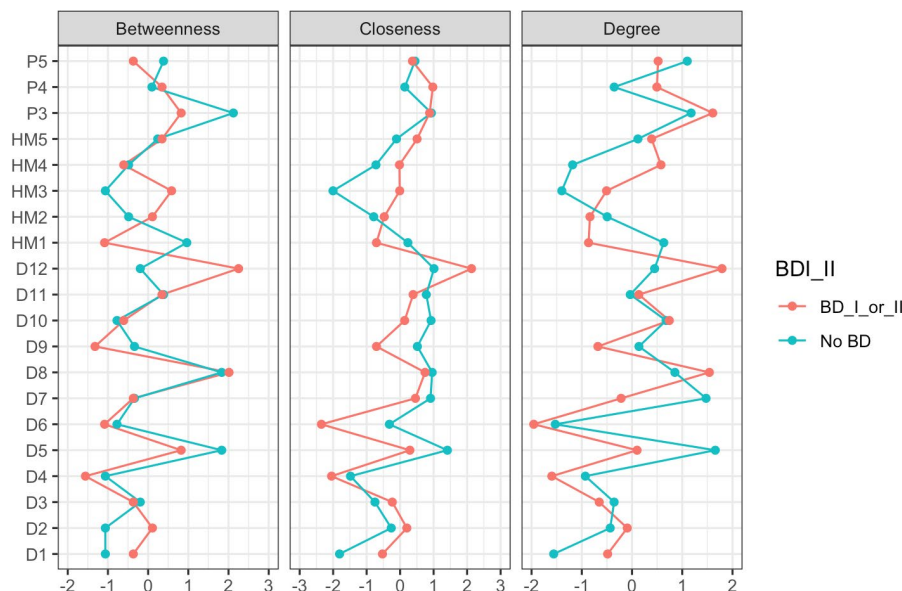 Betweenness Closeness Degree
P5
P4
P3
HM5
HM4
HM3
HM2
HM1
D12
D11
D10
D9
D8
D7
D6
D5
D4
D3
D2
D1
-2 -1 0 1 2 3 -3 -2 -1 0 1 2 3 -2 -1 0 1 2
BDI_II
BD_I_or_II
No BD